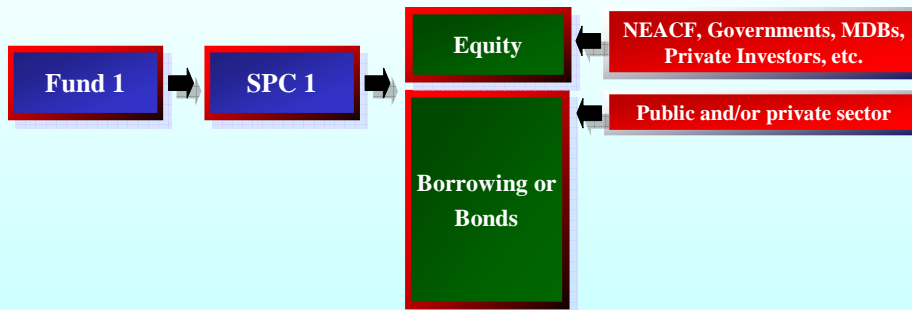 Fund 1
SPC 1
Equity
NEACF, Governments, MDBs,
Private Investors, etc.
Public and/or private sector
Borrowing or
Bonds